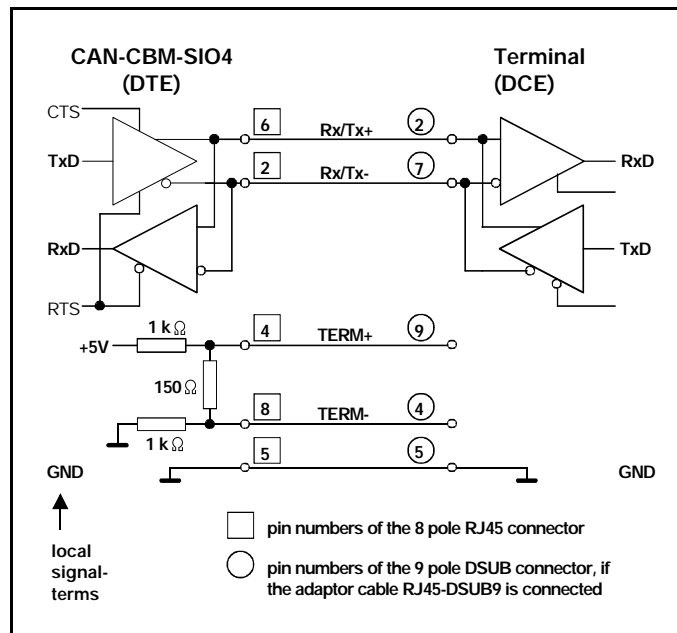 CAN-CBM-SIO4
(DTE)
Terminal
(DCE)
CTS
6
Rx/Tx+
2
TxD
RxD
2
Rx/Tx-
7
RxD
TxD
RTS
1 kΩ
4
TERM+
9
+5V
150Ω
8
TERM-
4
1kΩ
5
5
GND
GND
pin numbers of the 8 pole RJ45 connector
local
signal-
terms
pin numbers of the 9 pole DSUB connector, if
the adaptor cable RJ45-DSUB9 is connected